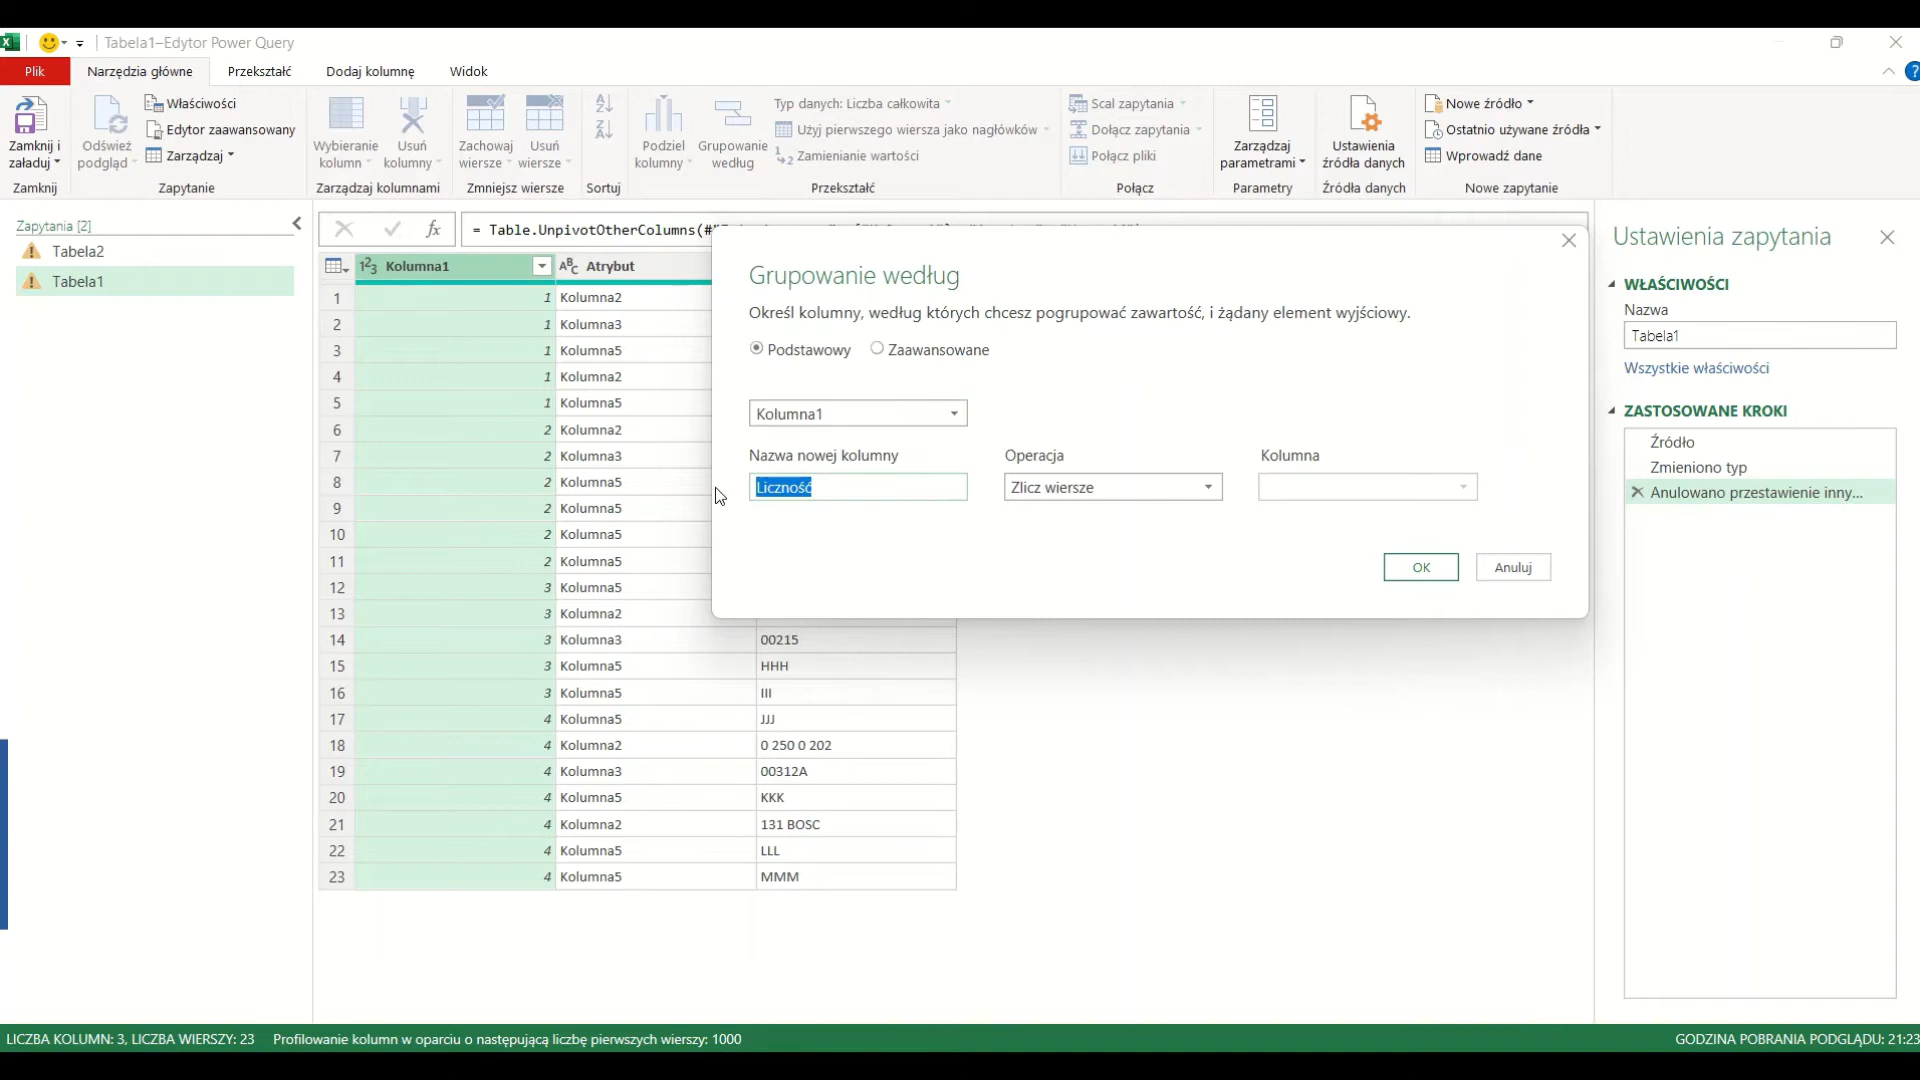 Tabela1–Edytor Power Query
Plik
Narzędzia główne
Przekształć
Dodaj kolumnę
Widok
Zamknij i
załaduj
Zamknij
Odśwież
podgląd
Właściwości
Edytor zaawansowany
Zarządzaj
Zapytanie
Wybieranie
kolumn
Usuń
kolumny
Zarządzaj kolumnami
Zachowaj
wiersze
Usuń
wiersze
Zmniejsz wiersze
Sortuj
Podziel
kolumny
Grupowanie
według
Typ danych: Liczba całkowita
Użyj pierwszego wiersza jako nagłówków
Zamienianie wartości
Przekształć
Scal zapytania
Dołącz zapytania
Połącz pliki
Połącz
Zarządzaj
parametrami
Parametry
Ustawienia
źródła danych
Źródła danych
Nowe źródło
Ostatnio używane źródła
Wprowadź dane
Nowe zapytanie
Zapytania [2]
Tabela2
Tabela1
fx
= Table.UnpivotOtherColumns(#
123 Kolumna1
ABC Atrybut
1 1 Kolumna2
2 1 Kolumna3
3 1 Kolumna5
4 1 Kolumna2
5 1 Kolumna5
6 2 Kolumna2
7 2 Kolumna3
8 2 Kolumna5
9 2 Kolumna5
10 2 Kolumna5
11 2 Kolumna5
12 3 Kolumna5
13 3 Kolumna2
14 3 Kolumna3 00215
15 3 Kolumna5 HHH
16 3 Kolumna5 III
17 4 Kolumna5 JJJ
18 4 Kolumna2 0 250 0 202
19 4 Kolumna3 00312A
20 4 Kolumna5 KKK
21 4 Kolumna2 131 BOSC
22 4 Kolumna5 LLL
23 4 Kolumna5 MMM
Grupowanie według
Określ kolumny, według których chcesz pogrupować zawartość, i żądany element wyjściowy.
Podstawowy
Zaawansowane
Kolumna1
Nazwa nowej kolumny
Operacja
Kolumna
Liczność
Zlicz wiersze
OK
Anuluj
Ustawienia zapytania
WŁAŚCIWOŚCI
Nazwa
Tabela1
Wszystkie właściwości
ZASTOSOWANE KROKI
Źródło
Zmieniono typ
Anulowano przestawienie inny...
LICZBA KOLUMN: 3, LICZBA WIERSZY: 23
Profilowanie kolumn w oparciu o następującą liczbę pierwszych wierszy: 1000
GODZINA POBRANIA PODGLĄDU: 21:23